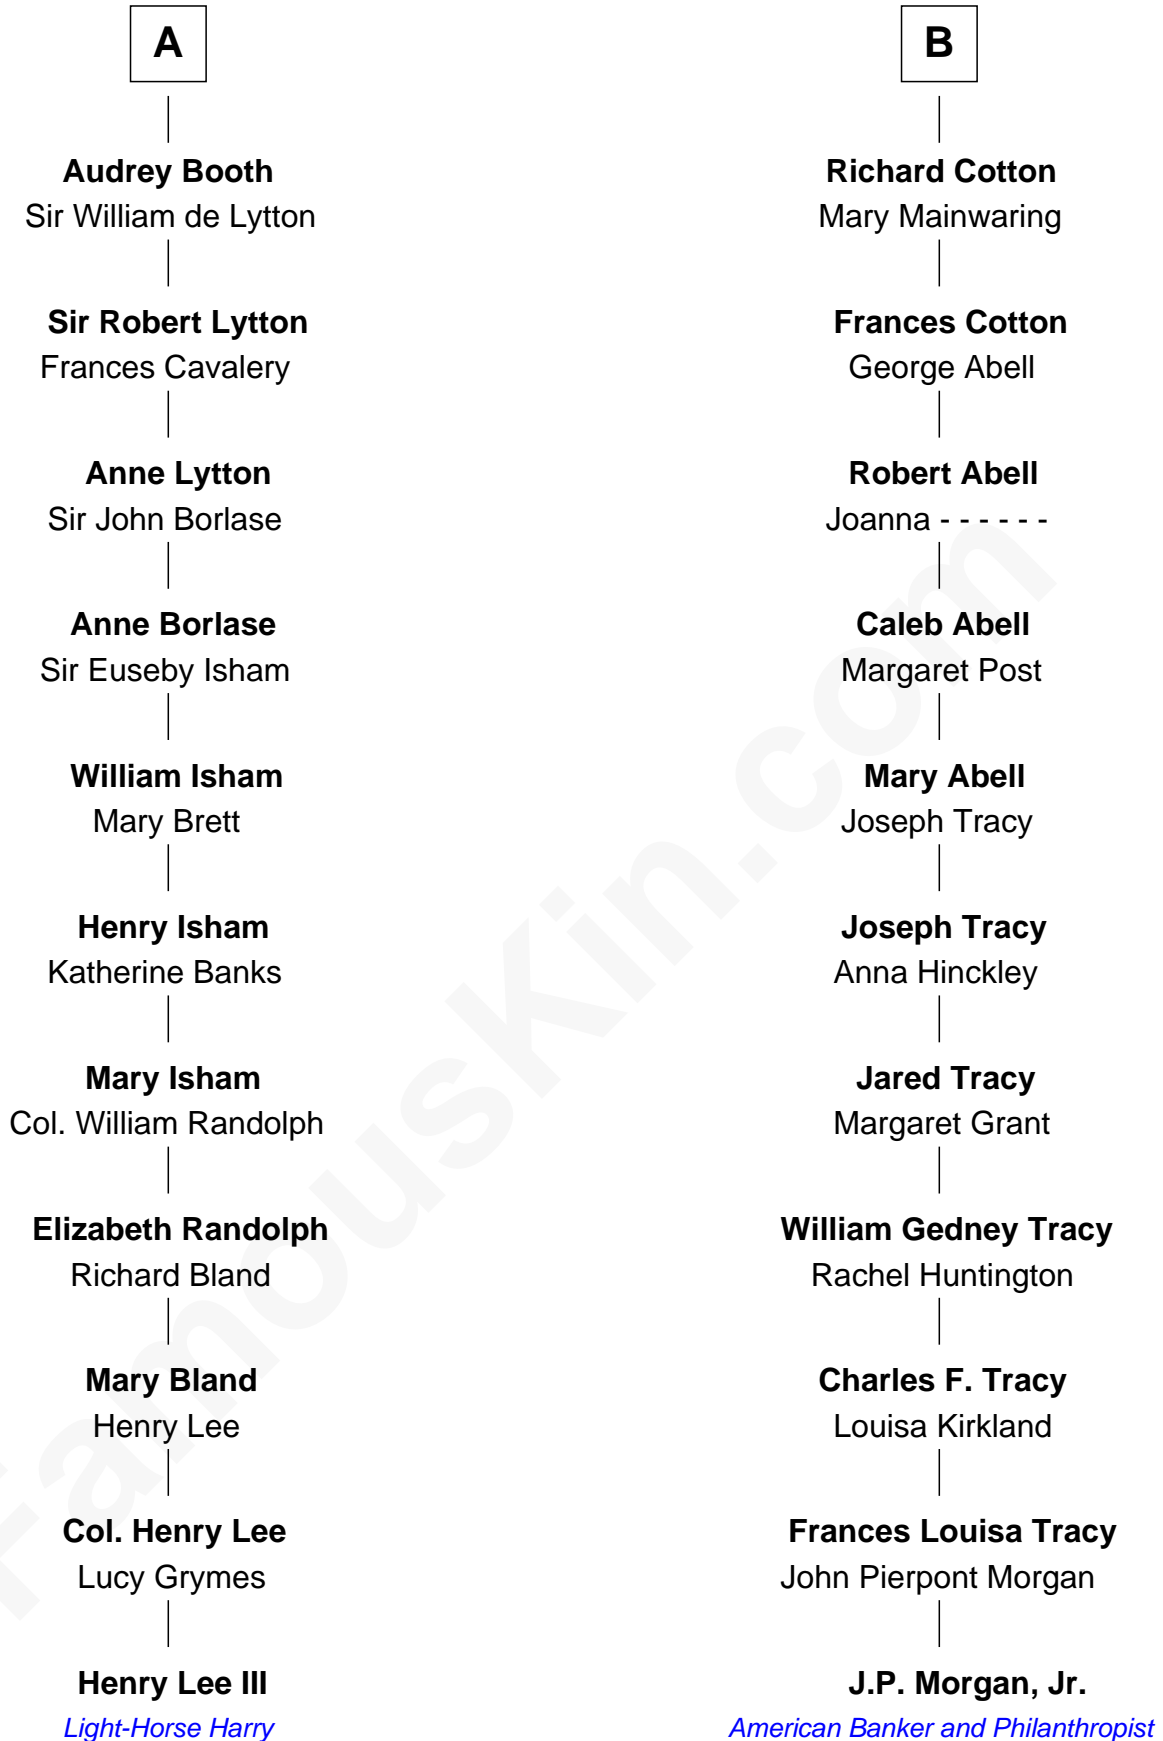 A
Audrey Booth
Sir William de Lytton
Sir Robert Lytton
Frances Cavalery
Anne Lytton
Sir John Borlase
Anne Borlase
Sir Euseby Isham
William Isham
Mary Brett
Henry Isham
Katherine Banks
Mary Isham
Col. William Randolph
Elizabeth Randolph
Richard Bland
Mary Bland
Henry Lee
Col. Henry Lee
Lucy Grymes
Henry Lee III
Light-Horse Harry
B
Richard Cotton
Mary Mainwaring
Frances Cotton
George Abell
Robert Abell
Joanna - - - - - -
Caleb Abell
Margaret Post
Mary Abell
Joseph Tracy
Joseph Tracy
Anna Hinckley
Jared Tracy
Margaret Grant
William Gedney Tracy
Rachel Huntington
Charles F. Tracy
Louisa Kirkland
Frances Louisa Tracy
John Pierpont Morgan
J.P. Morgan, Jr.
American Banker and Philanthropist
FamousKin.com